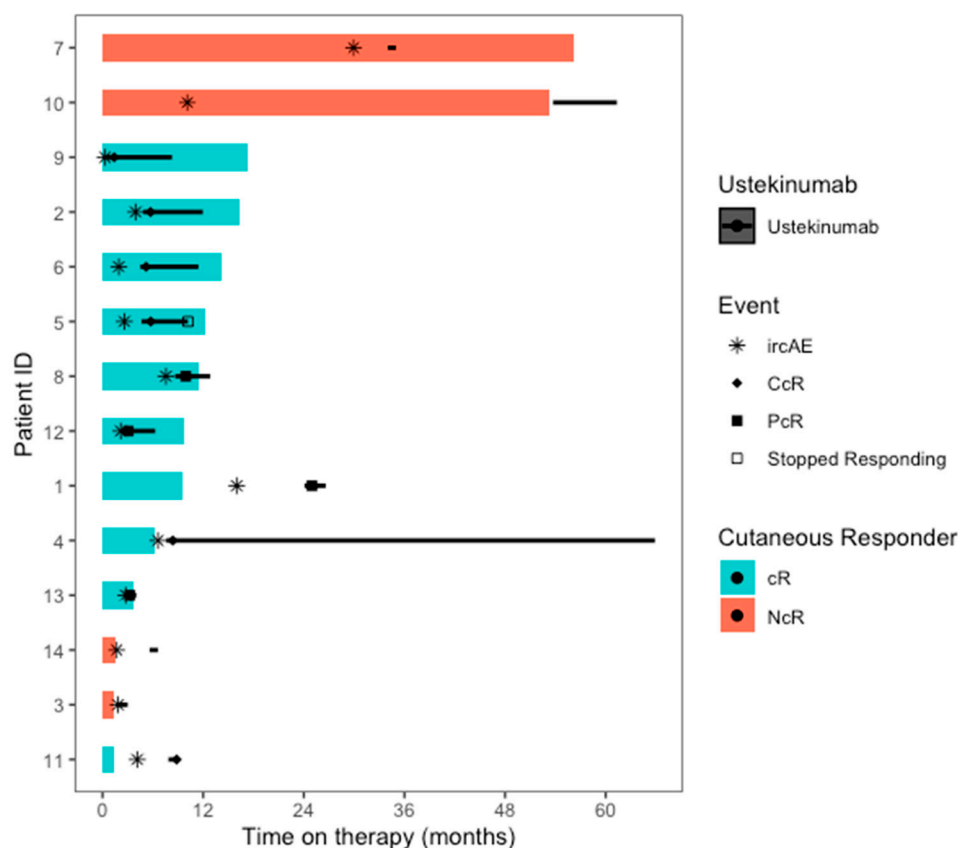 Patient ID
7
10
9
2
6
5
8
12
1
4
13
14
3
11
0 12 24 36 48 60
Time on therapy (months)
Ustekinumab
Ustekinumab
Event
ircAE
CcR
PcR
Stopped Responding
Cutaneous Responder
cR
NcR